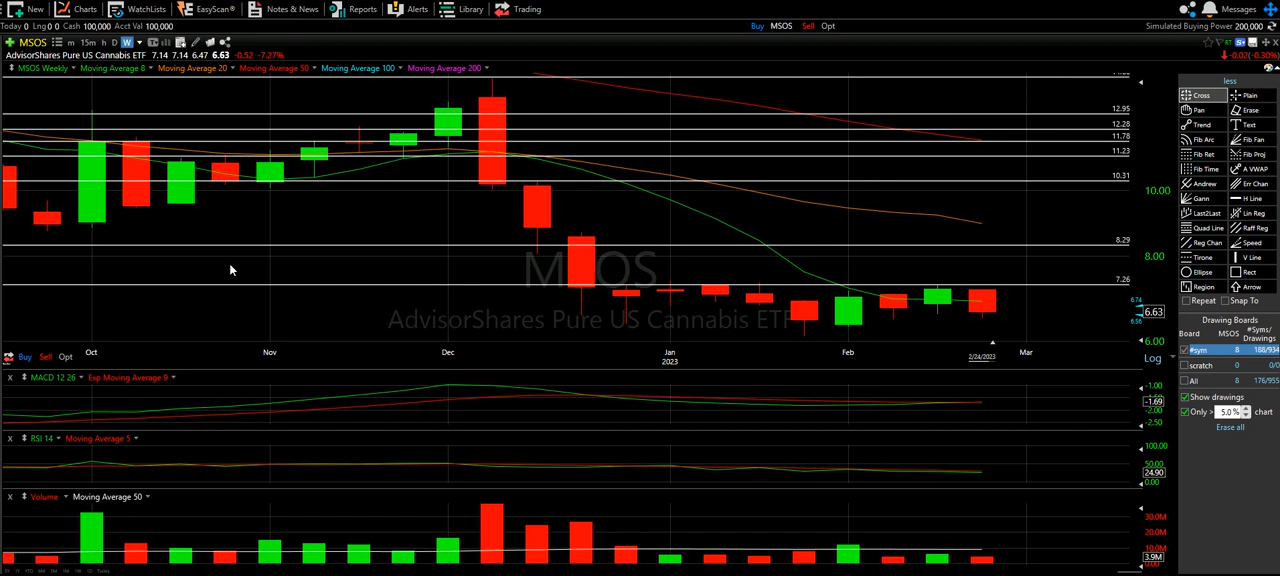 New Charts WatchLists EasyScan® Notes & News Reports Alerts Library Trading Messages
Today 0 Lng 0 0 Cash 100,000 Acct Val 100,000 Buy MSOS Sell Opt Simulated Buying Power 200,000
MSOS m 15m h D W
AdvisorShares Pure US Cannabis ETF 7.14 7.14 6.47 6.63 -0.52 -7.27% -0.02(-0.30%)
MSOS Weekly Moving Average 8 Moving Average 20 Moving Average 50 Moving Average 100 Moving Average 200
less
Cross Plain
Pan Erase
Trend Text
Fib Arc Fib Fan
Fib Ret Fib Proj
Fib Time A VWAP
Andrew Err Chan
Gann H Line
Last2Last Lin Reg
Quad Line Raff Reg
Reg Chan Speed
Tirone V Line
Ellipse Rect
Region Arrow
Repeat Snap To
Drawing Boards
Board MSOS #Syms/ Drawings
#sym 8 188/934
scratch 0 0/0
All 8 176/955
Show drawings
Only > 5.0 % chart
Erase all
12.95
12.28
11.78
11.23
10.31
10.00
8.29
8.00
7.26
6.74
6.63
6.56
6.00
MSOS
AdvisorShares Pure US Cannabis ETF
Buy Sell Opt
Oct Nov Dec Jan Feb Mar
2023 2/24/2023
Log
MACD 12 26 Exp Moving Average 9
-1.00
-1.69
-2.00
-2.50
RSI 14 Moving Average 5
100.00
50.00
24.90
0.00
Volume Moving Average 50
30.0M
20.0M
10.0M
3.9M